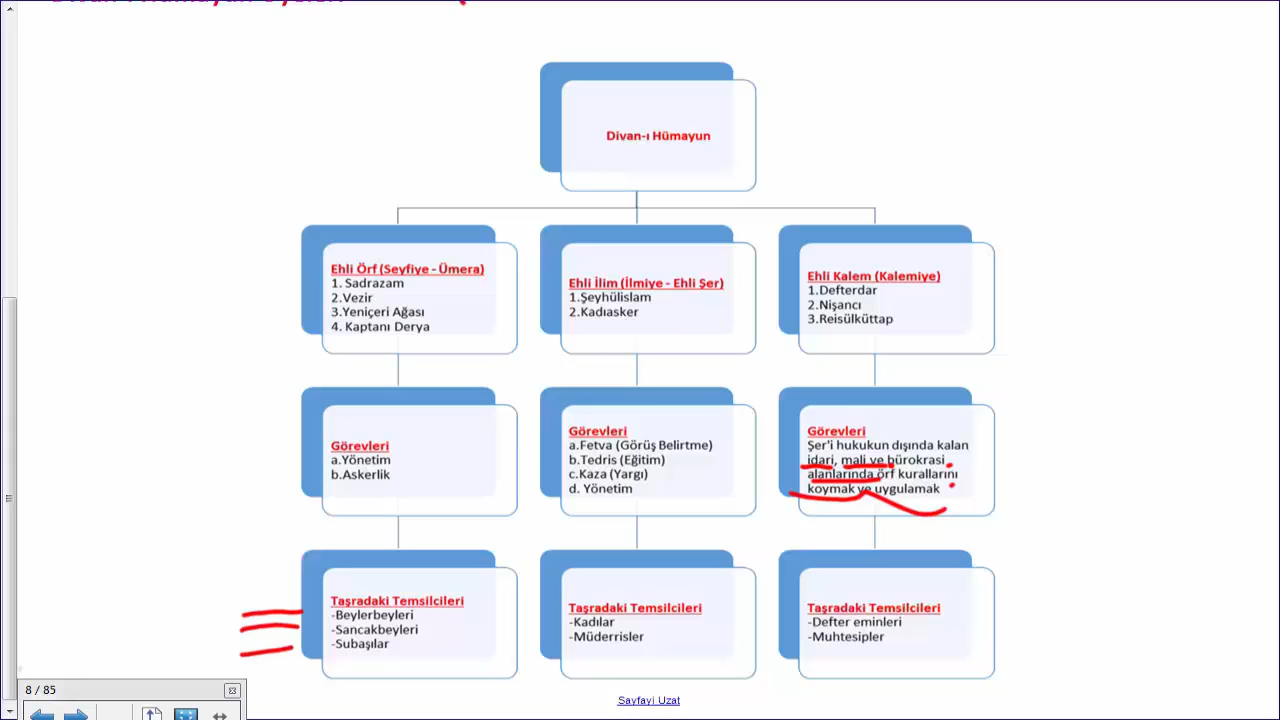 Divan-ı Hümayun
Ehli Örf (Seyfiye - Ümera)
1. Sadrazam
2.Vezir
3.Yeniçeri Ağası
4. Kaptanı Derya
Ehli İlim (İlmiye - Ehli Şer)
1.Şeyhülislam
2.Kadıasker
Ehli Kalem (Kalemiye)
1.Defterdar
2.Nişancı
3.Reisülküttap
Görevleri
a.Yönetim
b.Askerlik
Görevleri
a.Fetva (Görüş Belirtme)
b.Tedris (Eğitim)
c.Kaza (Yargı)
d. Yönetim
Görevleri
Şer'i hukukun dışında kalan
idari, mali ve bürokrasi
alanlarında örf kurallarını
koymak ve uygulamak
Taşradaki Temsilcileri
-Beylerbeyleri
-Sancakbeyleri
-Subaşılar
Taşradaki Temsilcileri
-Kadılar
-Müderrisler
Taşradaki Temsilcileri
-Defter eminleri
-Muhtesipler
8 / 85
Sayfayi Uzat